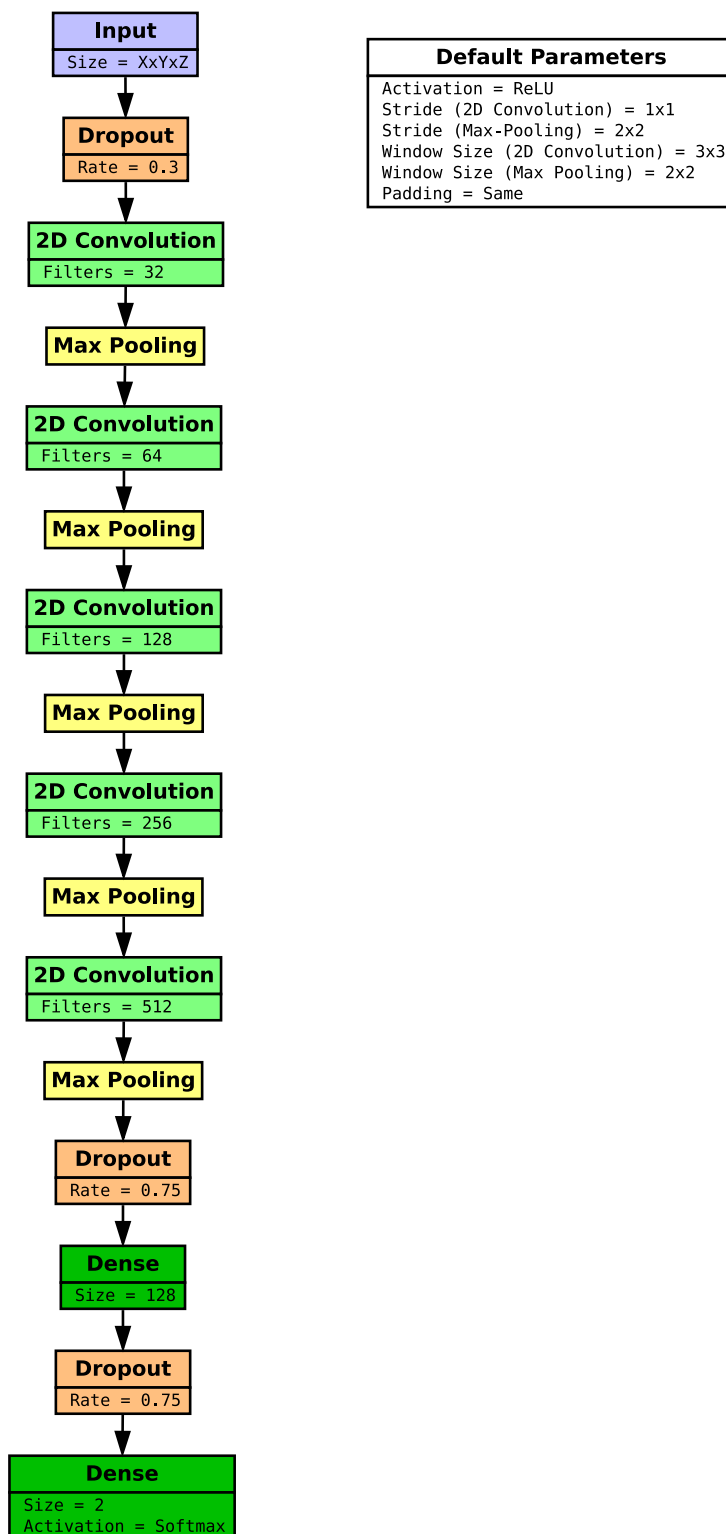 Input
Size = XxYxZ
Dropout
Rate = 0.3
2D Convolution
Filters = 32
Max Pooling
2D Convolution
Filters = 64
Max Pooling
2D Convolution
Filters = 128
Max Pooling
2D Convolution
Filters = 256
Max Pooling
2D Convolution
Filters = 512
Max Pooling
Dropout
Rate = 0.75
Dense
Size = 128
Dropout
Rate = 0.75
Dense
Size = 2
Activation = Softmax
Default Parameters
Activation = ReLU
Stride (2D Convolution) = 1x1
Stride (Max-Pooling) = 2x2
Window Size (2D Convolution) = 3x3
Window Size (Max Pooling) = 2x2
Padding = Same